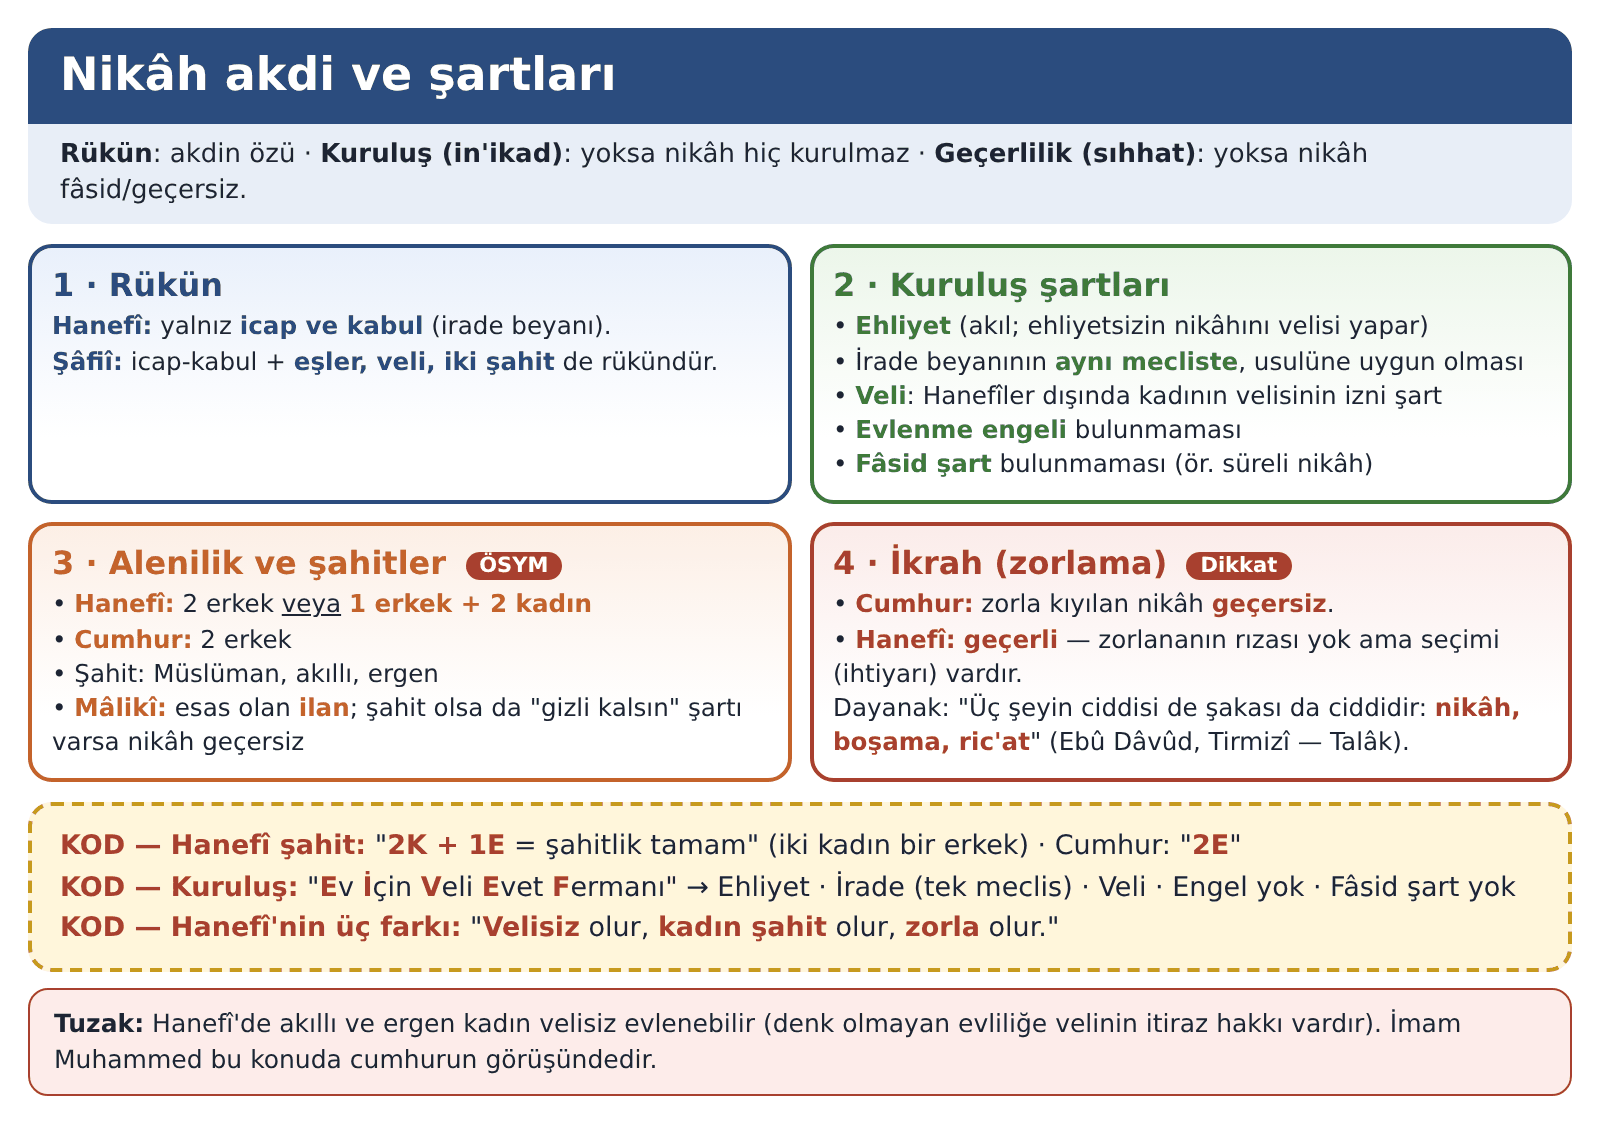 Nikâh akdi ve şartları
Rükün: akdin özü · Kuruluş (in'ikad): yoksa nikâh hiç kurulmaz · Geçerlilik (sıhhat): yoksa nikâh
fâsid/geçersiz.
1 · Rükün
Hanefî: yalnız icap ve kabul (irade beyanı).
Şâfiî: icap-kabul + eşler, veli, iki şahit de rükündür.
2 · Kuruluş şartları
• Ehliyet (akıl; ehliyetsizin nikâhını velisi yapar)
• İrade beyanının aynı mecliste, usulüne uygun olması
• Veli: Hanefîler dışında kadının velisinin izni şart
• Evlenme engeli bulunmaması
• Fâsid şart bulunmaması (ör. süreli nikâh)
3 · Alenilik ve şahitler ÖSYM
• Hanefî: 2 erkek veya 1 erkek + 2 kadın
• Cumhur: 2 erkek
• Şahit: Müslüman, akıllı, ergen
• Mâlikî: esas olan ilan; şahit olsa da "gizli kalsın" şartı
varsa nikâh geçersiz
4 · İkrah (zorlama) Dikkat
• Cumhur: zorla kıyılan nikâh geçersiz.
• Hanefî: geçerli — zorlananın rızası yok ama seçimi
(ihtiyarı) vardır.
Dayanak: "Üç şeyin ciddisi de şakası da ciddidir: nikâh,
boşama, ric'at" (Ebû Dâvûd, Tirmizî — Talâk).
KOD — Hanefî şahit: "2K + 1E = şahitlik tamam" (iki kadın bir erkek) · Cumhur: "2E"
KOD — Kuruluş: "Ev İçin Veli Evet Fermanı" → Ehliyet · İrade (tek meclis) · Veli · Engel yok · Fâsid şart yok
KOD — Hanefî'nin üç farkı: "Velisiz olur, kadın şahit olur, zorla olur."
Tuzak: Hanefî'de akıllı ve ergen kadın velisiz evlenebilir (denk olmayan evliliğe velinin itiraz hakkı vardır). İmam
Muhammed bu konuda cumhurun görüşündedir.